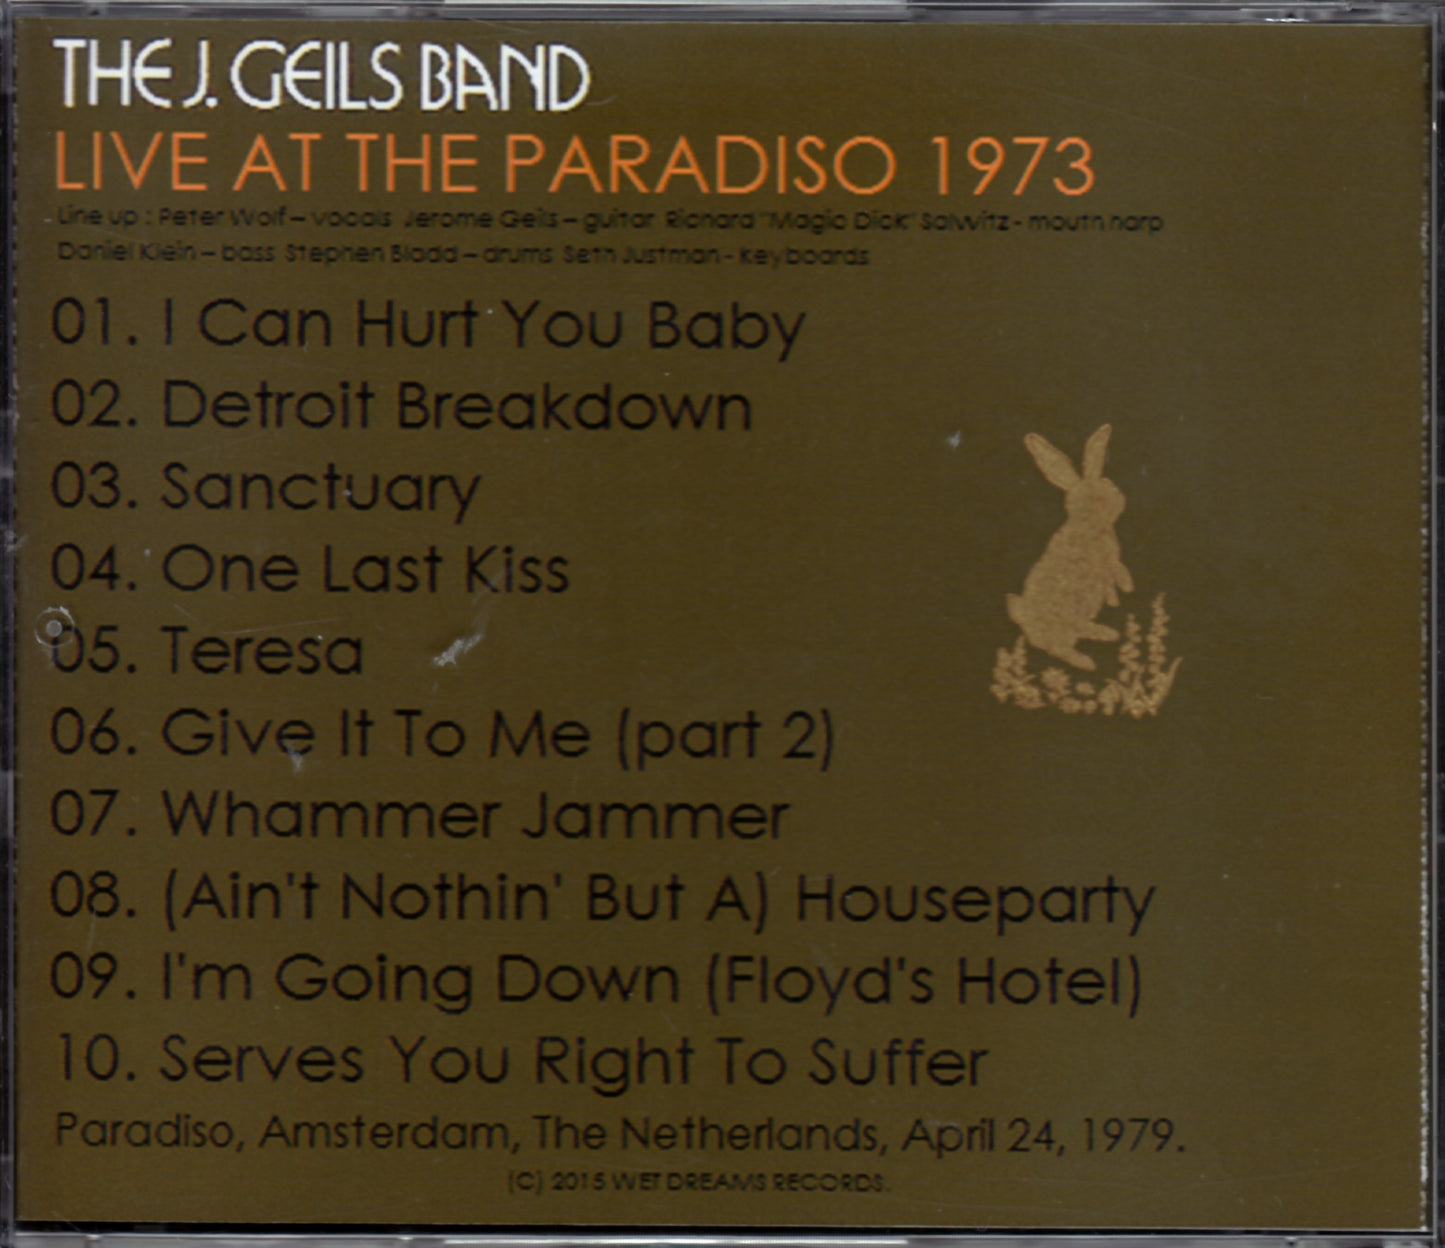 THE J. GEILS BAND
LIVE AT THE PARADISO 1973
Line up : Peter Wolf – vocals Jerome Geils – guitar Richard "Magic Dick" Salwitz - mouth harp
Daniel Klein – bass Stephen Bladd – drums Seth Justman - keyboards
01. I Can Hurt You Baby
02. Detroit Breakdown
03. Sanctuary
04. One Last Kiss
05. Teresa
06. Give It To Me (part 2)
07. Whammer Jammer
08. (Ain't Nothin' But A) Houseparty
09. I'm Going Down (Floyd's Hotel)
10. Serves You Right To Suffer
Paradiso, Amsterdam, The Netherlands, April 24, 1979.
(C) 2015 WET DREAMS RECORDS.